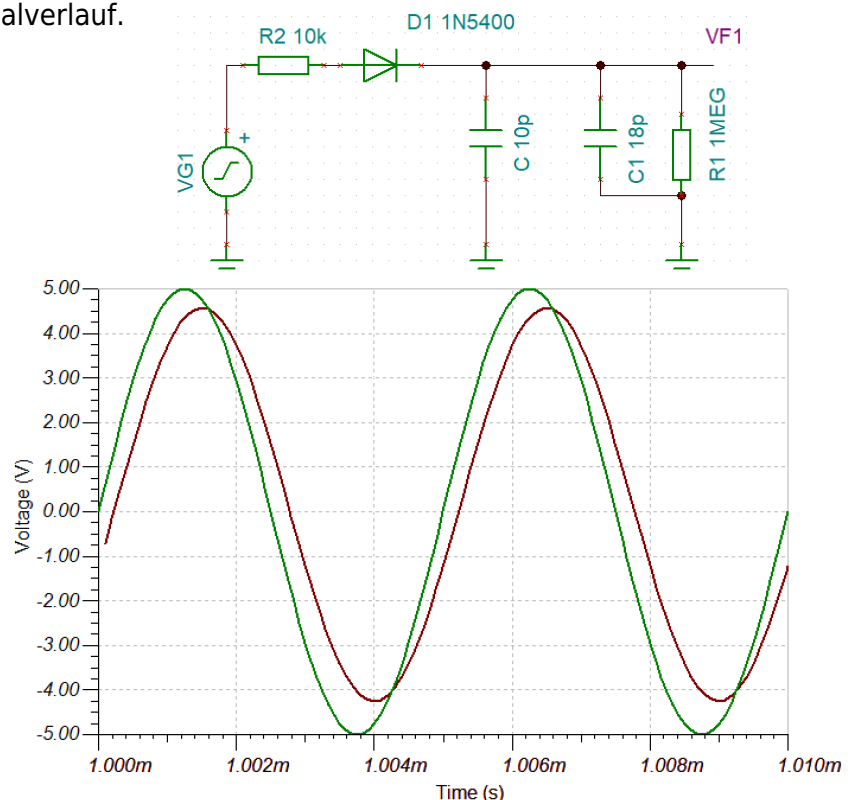 alverlauf.
D1 1N5400
R2 10k
VF1
+
VG1
C 10p
C1 18p
R1 1MEG
5.00
4.00
3.00
2.00
1.00
0.00
-1.00
-2.00
-3.00
-4.00
-5.00
Voltage (V)
1.000m 1.002m 1.004m 1.006m 1.008m 1.010m
Time (s)